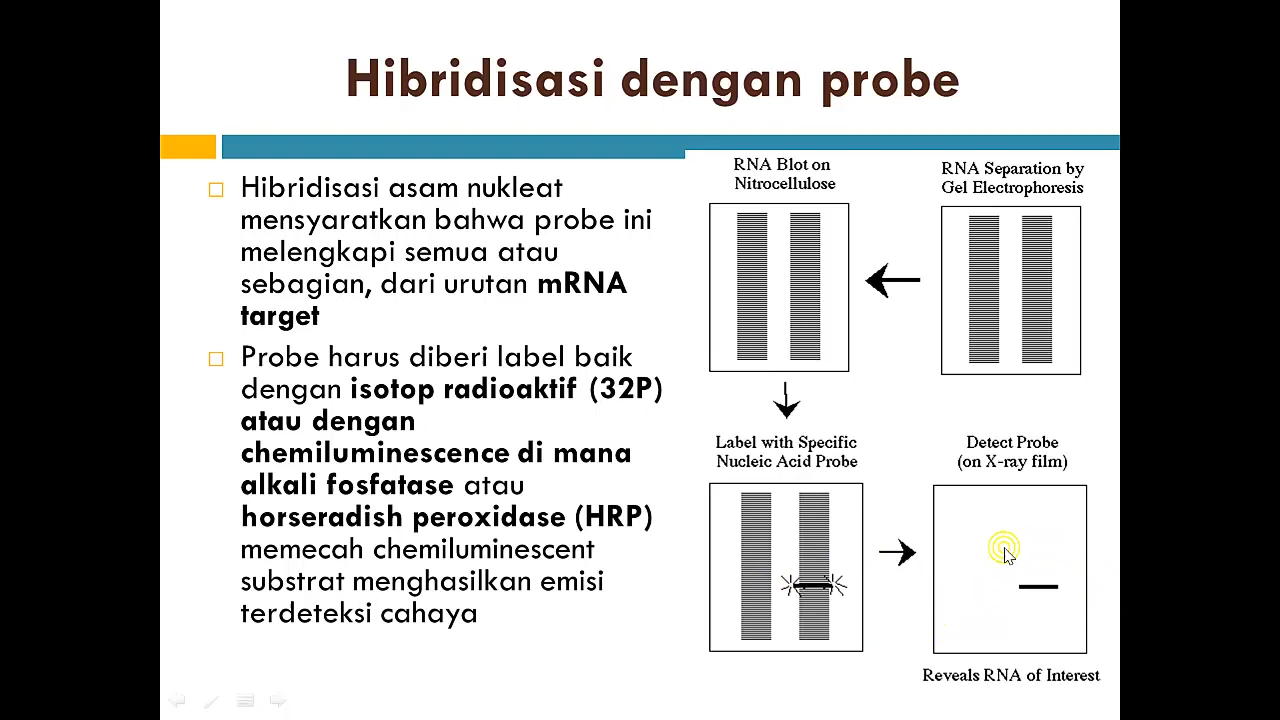 Hibridisasi dengan probe
Hibridisasi asam nukleat
mensyaratkan bahwa probe ini
melengkapi semua atau
sebagian, dari urutan mRNA
target
Probe harus diberi label baik
dengan isotop radioaktif (32P)
atau dengan
chemiluminescence di mana
alkali fosfatase atau
horseradish peroxidase (HRP)
memecah chemiluminescent
substrat menghasilkan emisi
terdeteksi cahaya
RNA Blot on
Nitrocellulose
RNA Separation by
Gel Electrophoresis
Label with Specific
Nucleic Acid Probe
Detect Probe
(on X-ray film)
Reveals RNA of Interest